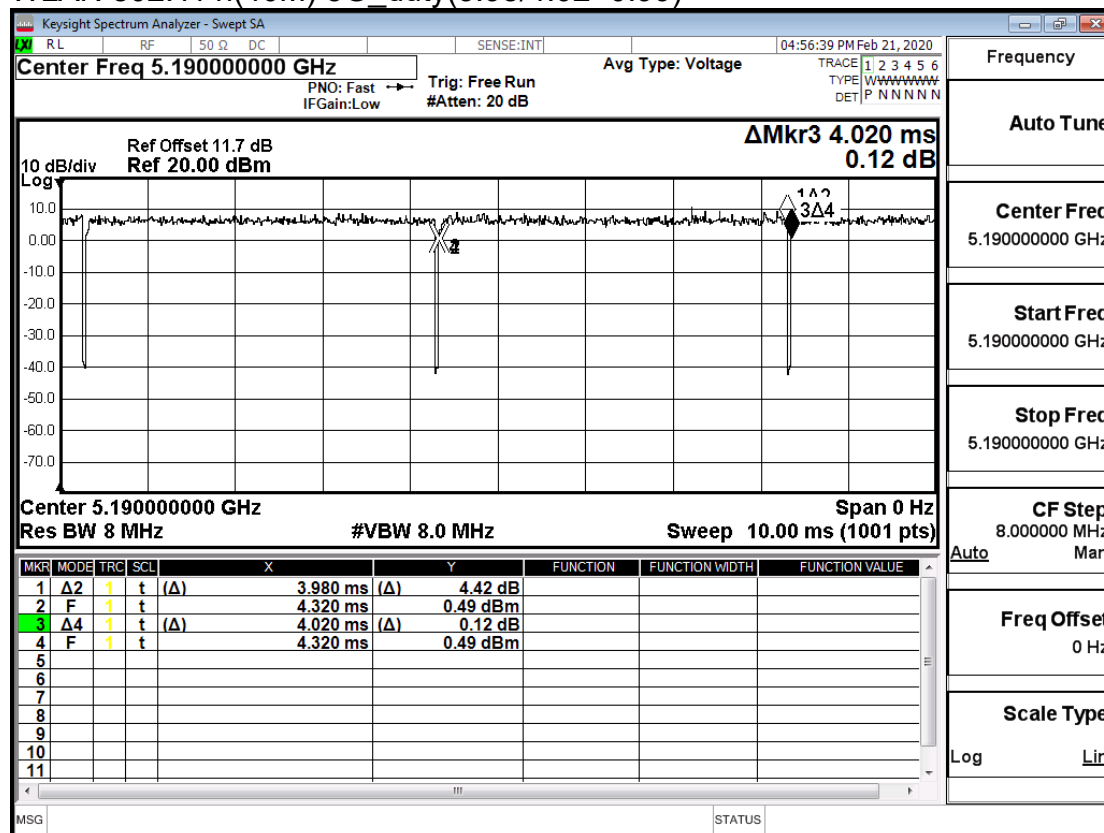 Keysight Spectrum Analyzer - Swept SA
LXI RL RF 50 Ω DC SENSE:INT 04:56:39 PM Feb 21, 2020
Center Freq 5.190000000 GHz
PNO: Fast
IFGain:Low
Trig: Free Run
#Atten: 20 dB
Avg Type: Voltage
TRACE 1 2 3 4 5 6
TYPE WWWWWW
DET P N N N N N
Frequency
Auto Tune
ΔMkr3 4.020 ms
0.12 dB
Ref Offset 11.7 dB
10 dB/div Ref 20.00 dBm
Log
10.0
0.00
-10.0
-20.0
-30.0
-40.0
-50.0
-60.0
-70.0
1Δ2
3Δ4
Center 5.190000000 GHz Span 0 Hz
Res BW 8 MHz #VBW 8.0 MHz Sweep 10.00 ms (1001 pts)
Center Freq
5.190000000 GHz
Start Freq
5.190000000 GHz
Stop Freq
5.190000000 GHz
CF Step
8.000000 MHz
Auto Man
Freq Offset
0 Hz
Scale Type
Log Lin
MKR MODE TRC SCL X Y FUNCTION FUNCTION WIDTH FUNCTION VALUE
1 Δ2 1 t (Δ) 3.980 ms (Δ) 4.42 dB
2 F 1 t 4.320 ms 0.49 dBm
3 Δ4 1 t (Δ) 4.020 ms (Δ) 0.12 dB
4 F 1 t 4.320 ms 0.49 dBm
5
6
7
8
9
10
11
MSG STATUS